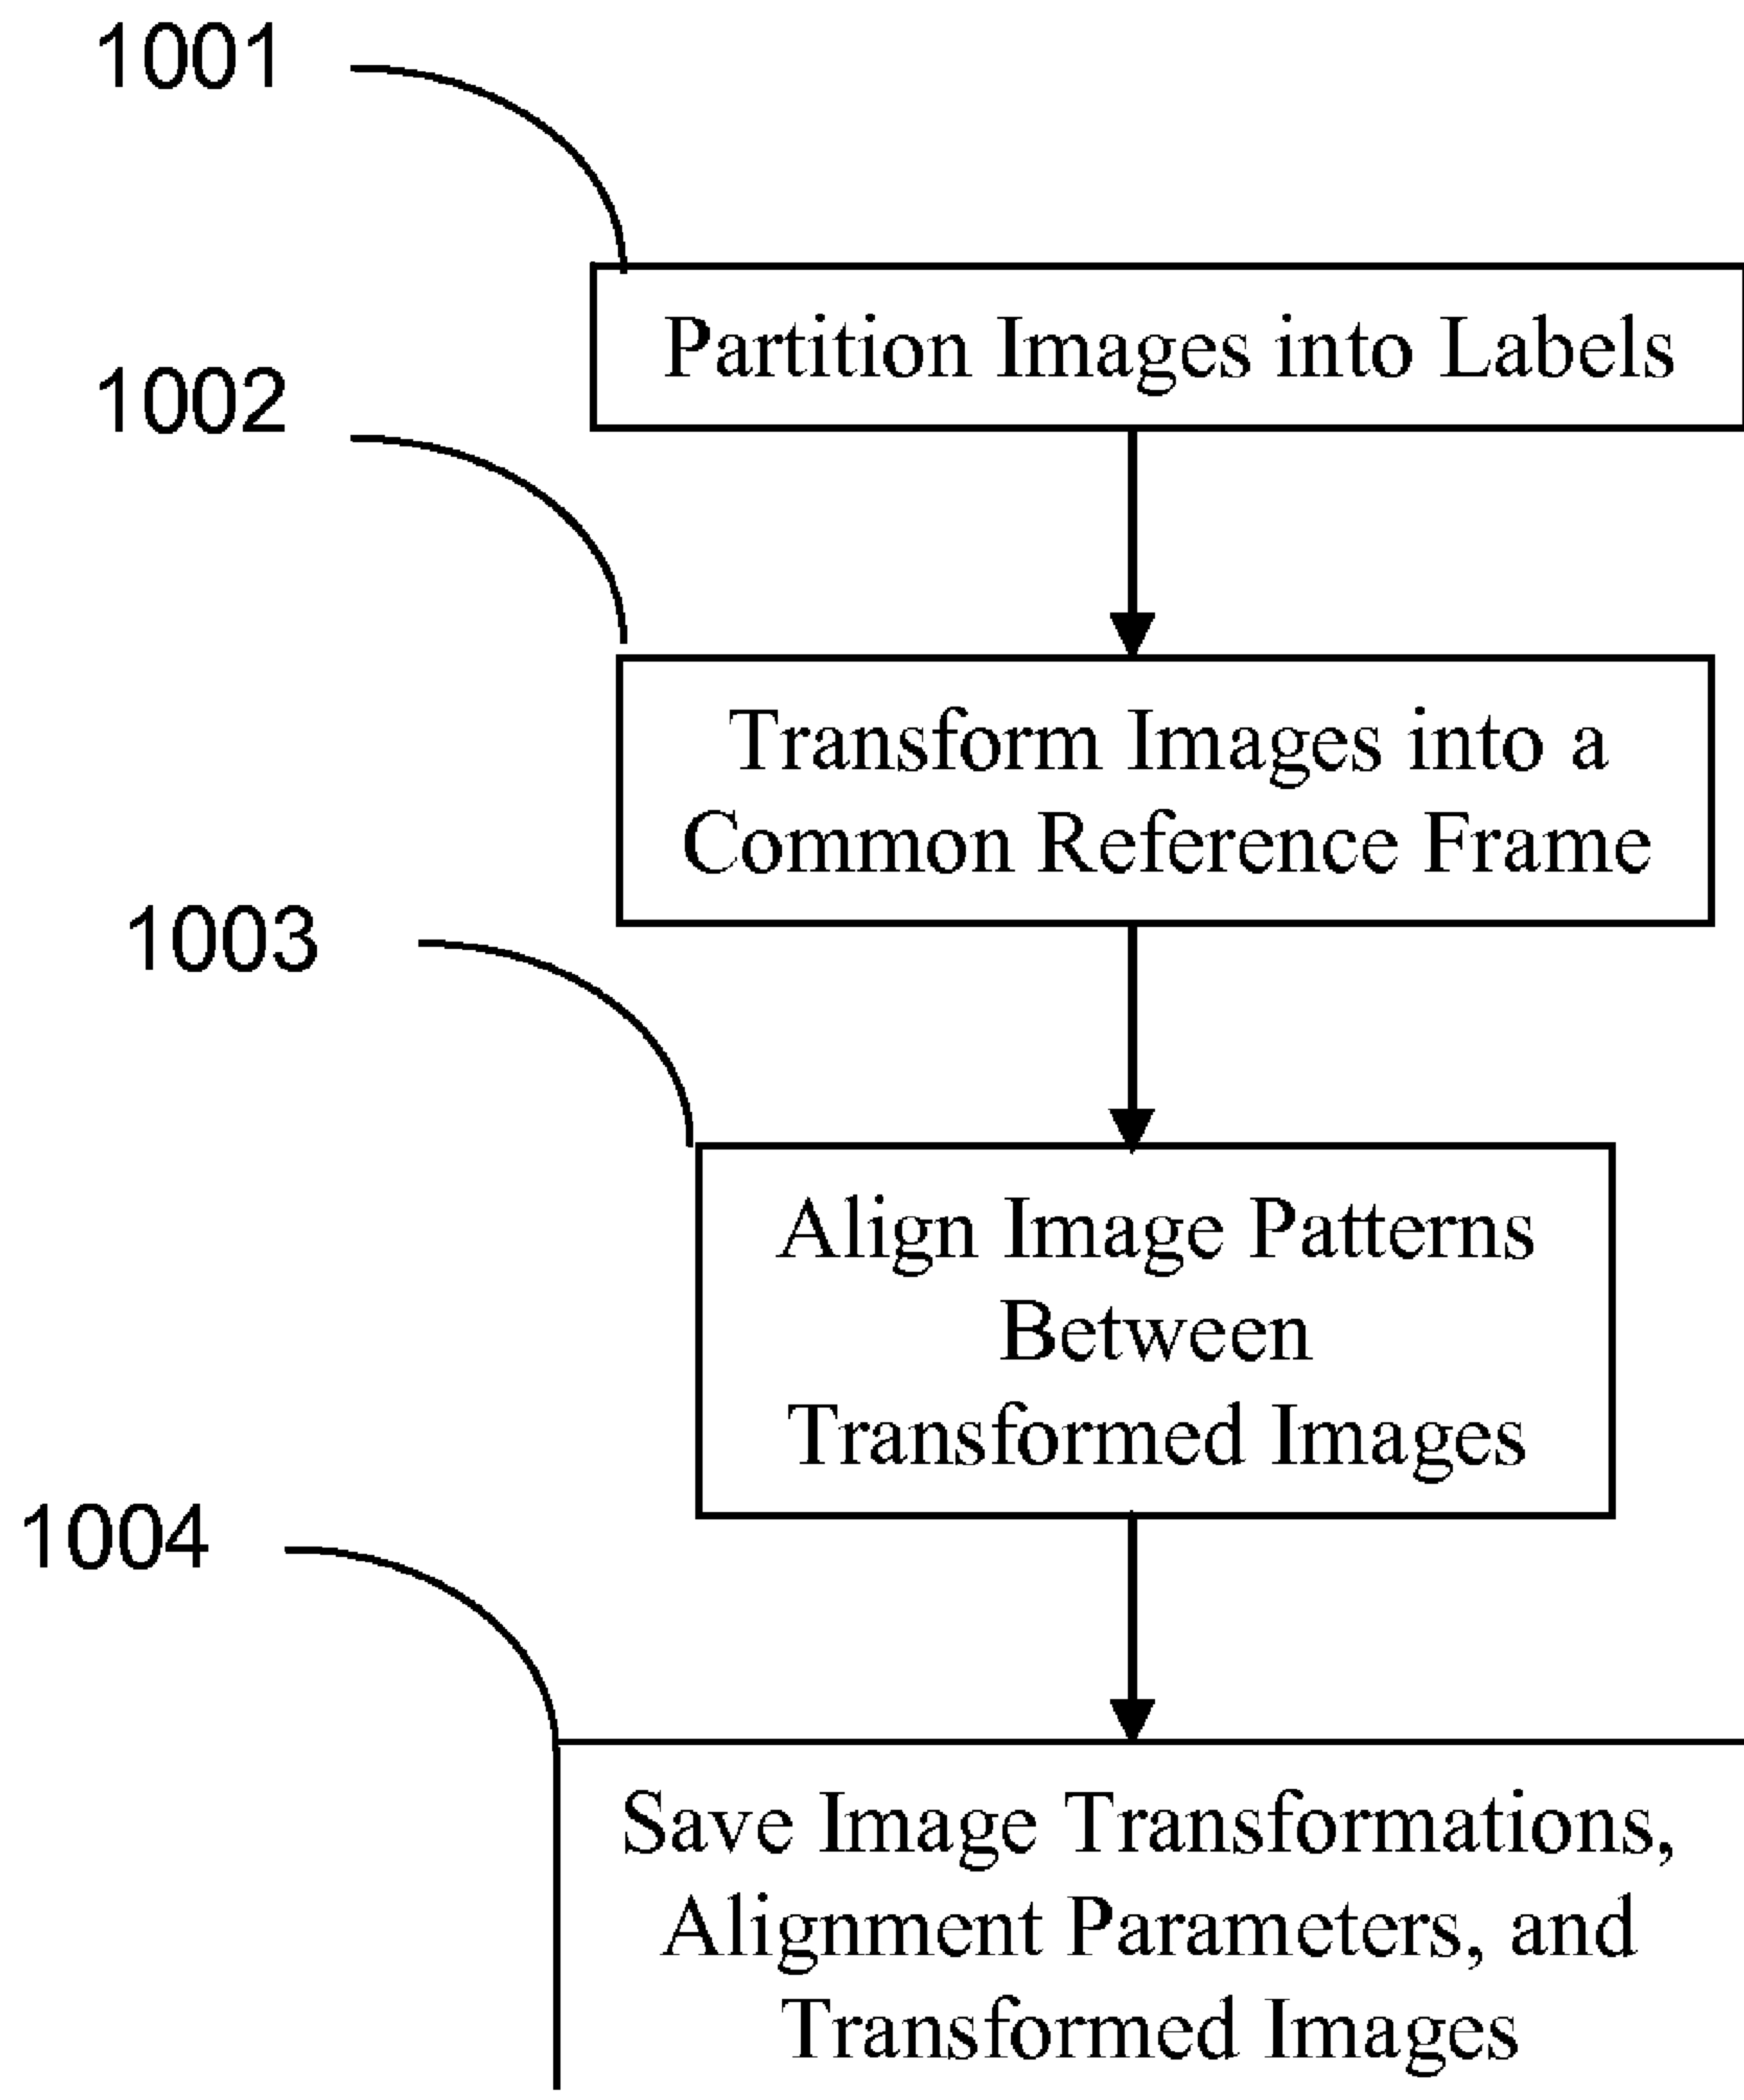 1001
Partition Images into Labels
1002
Transform Images into a
Common Reference Frame
1003
Align Image Patterns
Between
Transformed Images
1004
Save Image Transformations,
Alignment Parameters, and
Transformed Images